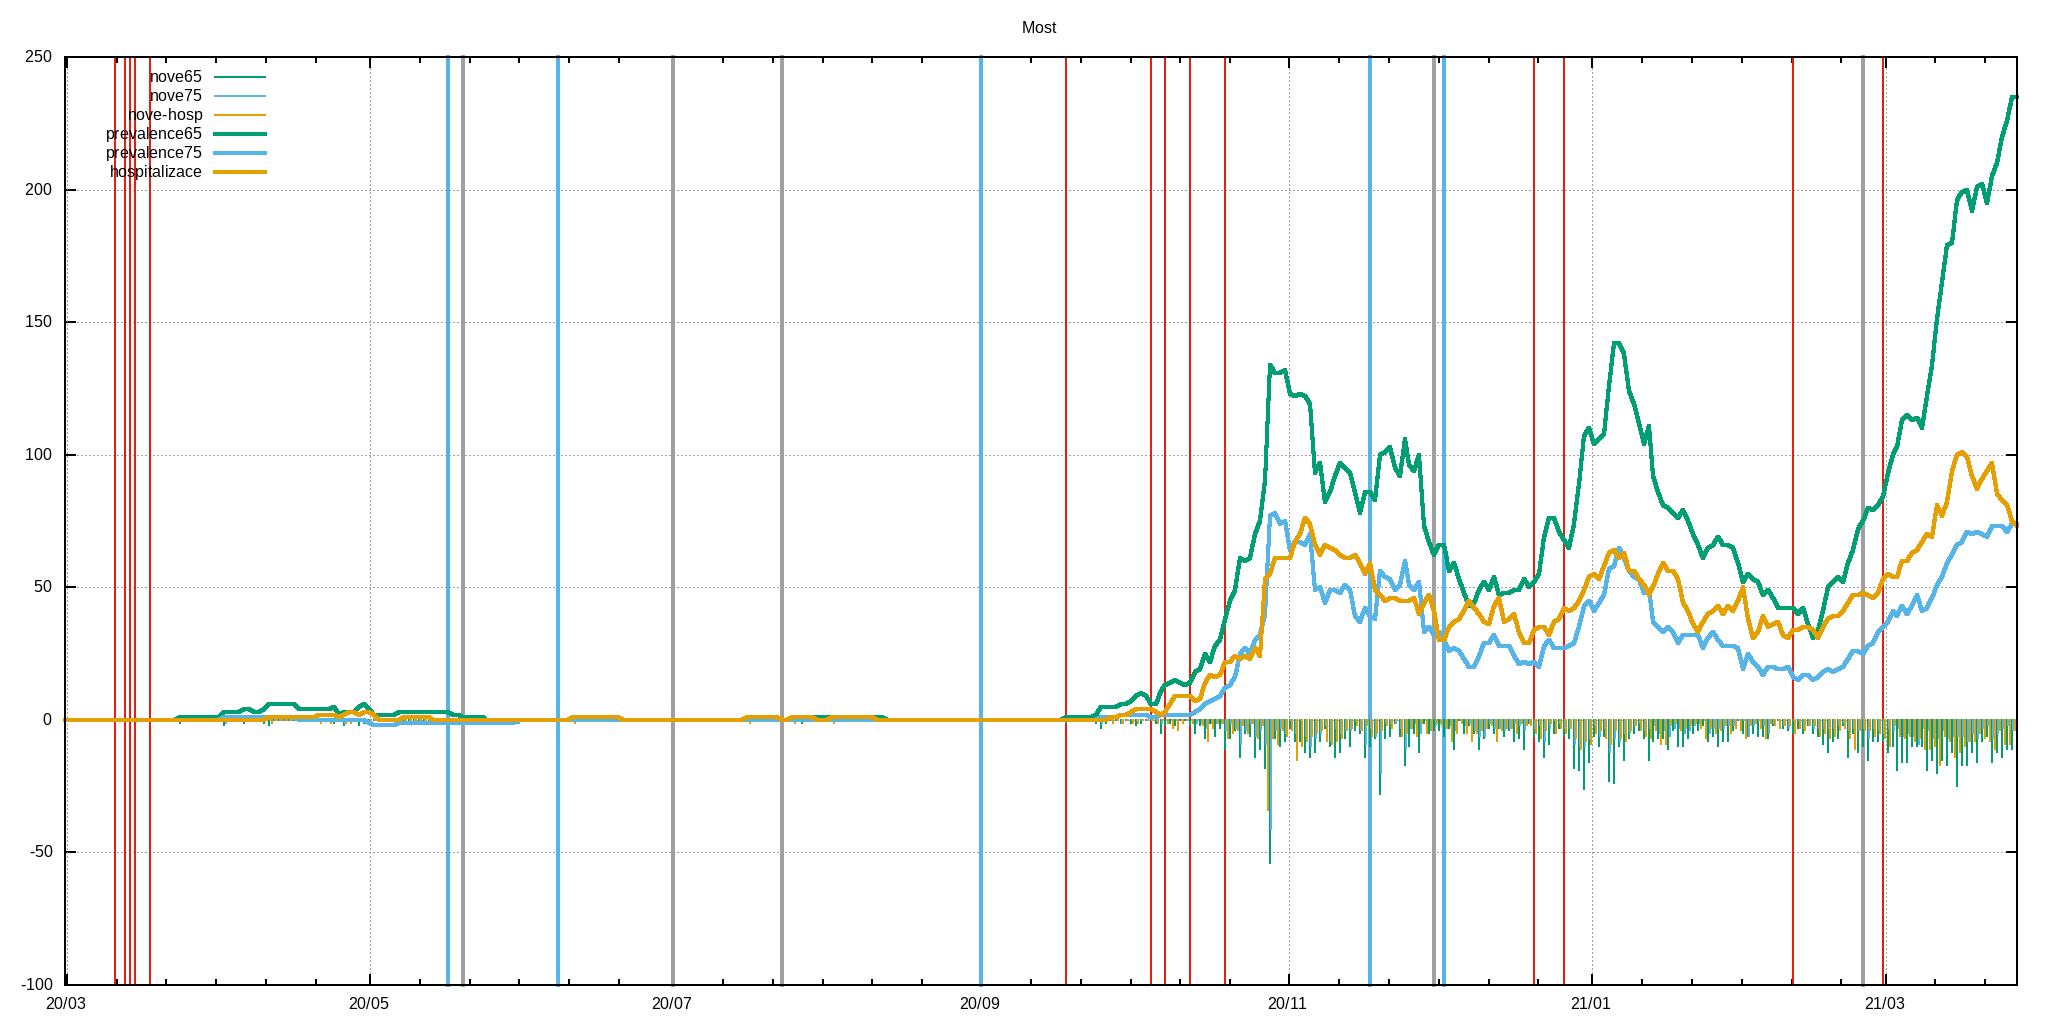 Most
250
nove65
nove75
nove-hosp
prevalence65
prevalence75
hospitalizace
200
150
100
50
0
-50
-100
20/03 20/05 20/07 20/09 20/11 21/01 21/03